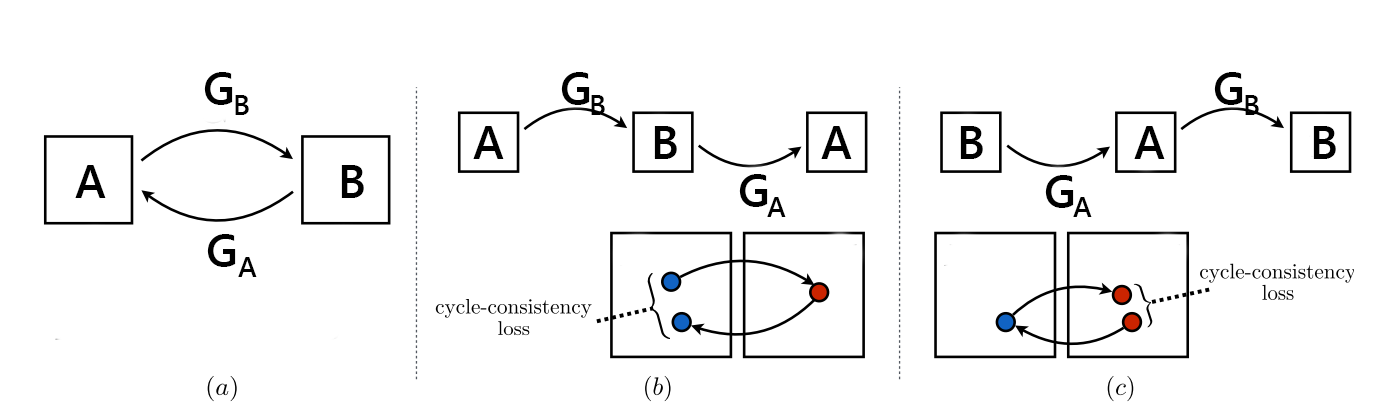 G_B
A B
G_A
(a)
G_B
A B A
G_A
cycle-consistency
loss
(b)
G_B
B A B
G_A
cycle-consistency
loss
(c)